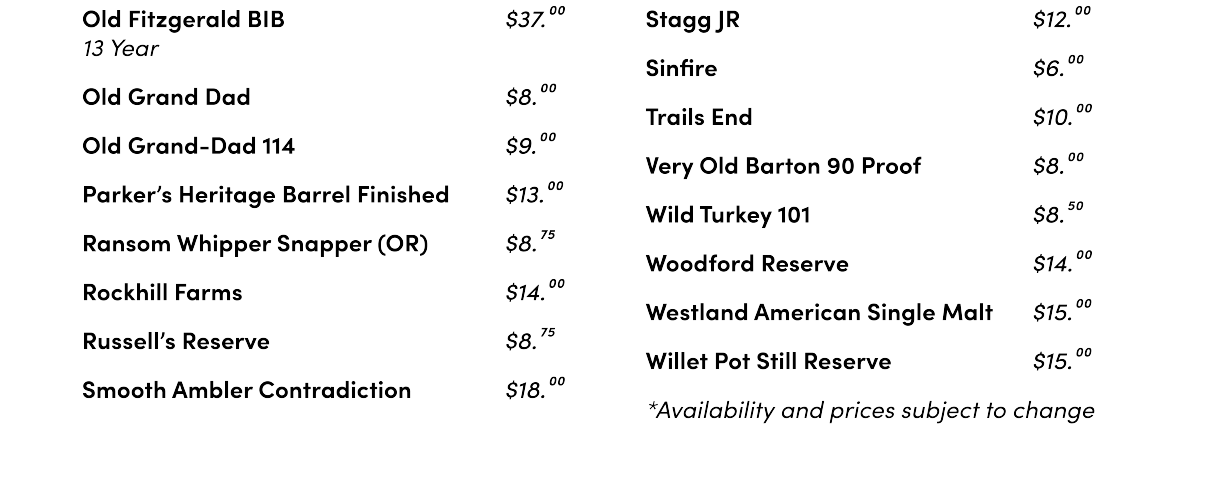 Old Fitzgerald BIB $37.00
13 Year
Old Grand Dad $8.00
Old Grand-Dad 114 $9.00
Parker’s Heritage Barrel Finished $13.00
Ransom Whipper Snapper (OR) $8.75
Rockhill Farms $14.00
Russell’s Reserve $8.75
Smooth Ambler Contradiction $18.00
Stagg JR $12.00
Sinfire $6.00
Trails End $10.00
Very Old Barton 90 Proof $8.00
Wild Turkey 101 $8.50
Woodford Reserve $14.00
Westland American Single Malt $15.00
Willet Pot Still Reserve $15.00
*Availability and prices subject to change